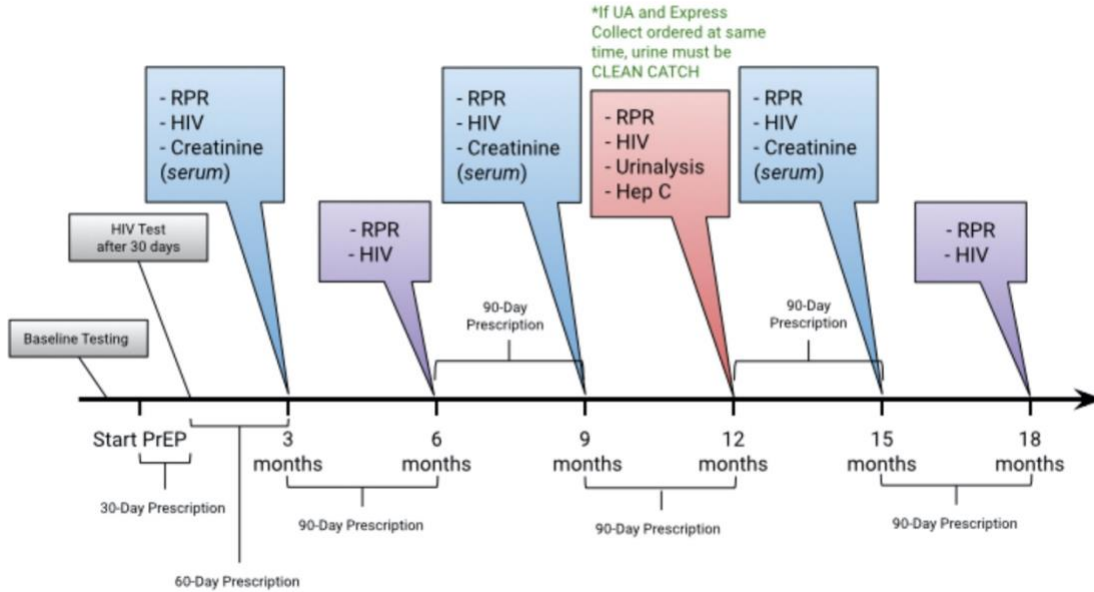 *If UA and Express
Collect ordered at same
time, urine must be
CLEAN CATCH
- RPR
- HIV
- Creatinine
(serum)
- RPR
- HIV
- Creatinine
(serum)
- RPR
- HIV
- Urinalysis
- Hep C
- RPR
- HIV
- Creatinine
(serum)
HIV Test
after 30 days
- RPR
- HIV
- RPR
- HIV
90-Day
Prescription
90-Day
Prescription
Baseline Testing
Start PrEP
3
months
6
months
9
months
12
months
15
months
18
months
30-Day Prescription
90-Day Prescription
90-Day Prescription
90-Day Prescription
60-Day Prescription